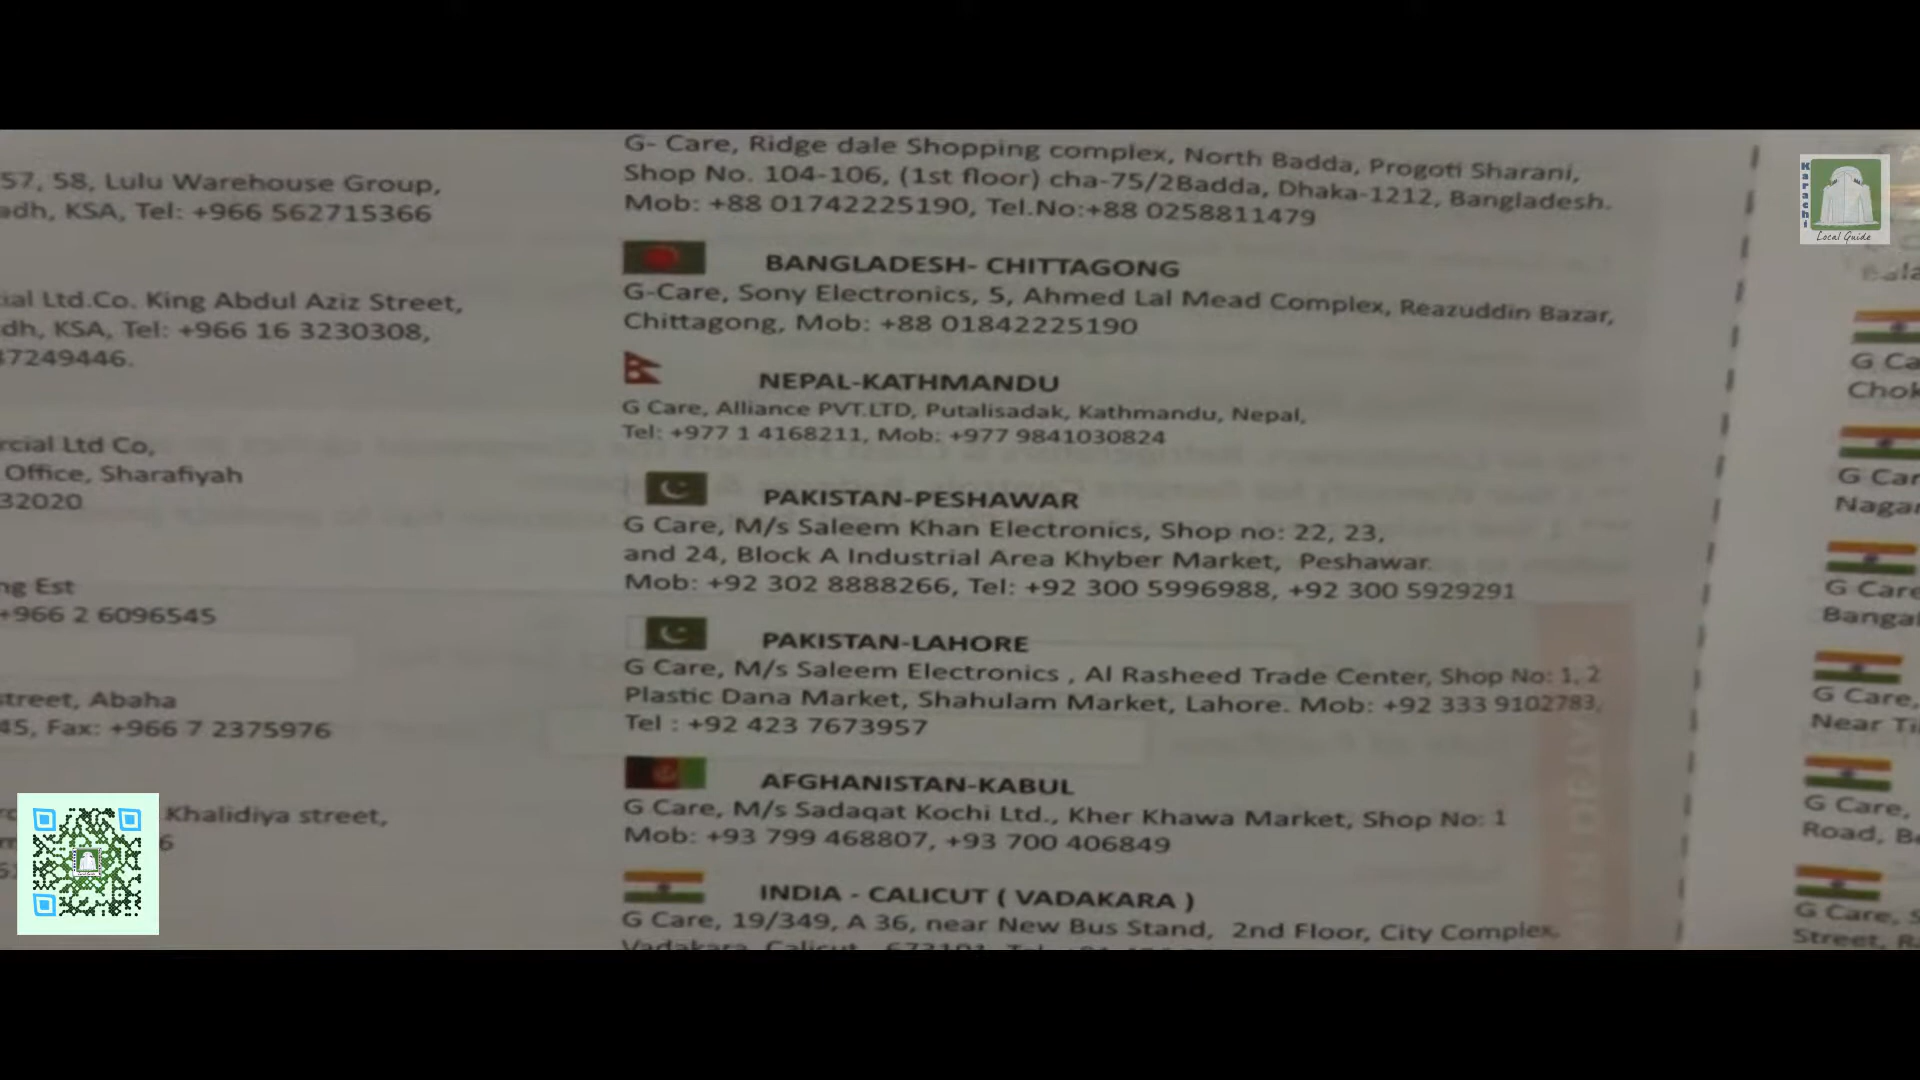 57, 58, Lulu Warehouse Group,
adh, KSA, Tel: +966 562715366
ial Ltd.Co. King Abdul Aziz Street,
dh, KSA, Tel: +966 16 3230308,
37249446.
rcial Ltd Co,
Office, Sharafiyah
32020
ng Est
+966 2 6096545
street, Abaha
45, Fax: +966 7 2375976
Khalidiya street,
6
G- Care, Ridge dale Shopping complex, North Badda, Progoti Sharani,
Shop No. 104-106, (1st floor) cha-75/2Badda, Dhaka-1212, Bangladesh.
Mob: +88 01742225190, Tel.No:+88 0258811479
BANGLADESH- CHITTAGONG
G-Care, Sony Electronics, 5, Ahmed Lal Mead Complex, Reazuddin Bazar,
Chittagong, Mob: +88 01842225190
NEPAL-KATHMANDU
G Care, Alliance PVT.LTD, Putalisadak, Kathmandu, Nepal,
Tel: +977 1 4168211, Mob: +977 9841030824
PAKISTAN-PESHAWAR
G Care, M/s Saleem Khan Electronics, Shop no: 22, 23,
and 24, Block A Industrial Area Khyber Market, Peshawar.
Mob: +92 302 8888266, Tel: +92 300 5996988, +92 300 5929291
PAKISTAN-LAHORE
G Care, M/s Saleem Electronics , Al Rasheed Trade Center, Shop No: 1, 2
Plastic Dana Market, Shahulam Market, Lahore. Mob: +92 333 9102783,
Tel : +92 423 7673957
AFGHANISTAN-KABUL
G Care, M/s Sadaqat Kochi Ltd., Kher Khawa Market, Shop No: 1
Mob: +93 799 468807, +93 700 406849
INDIA - CALICUT ( VADAKARA )
G Care, 19/349, A 36, near New Bus Stand, 2nd Floor, City Complex,
Vadakara, Calicut
Karachi
Local Guide
G Ca
Chok
G Car
Nagar
G Care
Bangal
G Care,
Near Ti
G Care,
Road, Be
G Care, S
Street, R